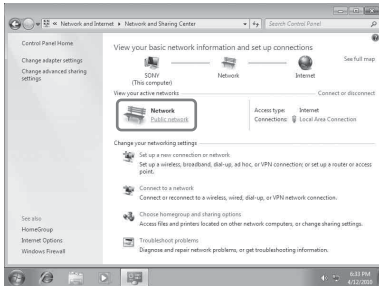 « Network and Internet ▸ Network and Sharing Center
Search Control Panel
Control Panel Home
Change adapter settings
Change advanced sharing
settings
View your basic network information and set up connections
See full map
SONY
(This computer)
Network
Internet
View your active networks
Connect or disconnect
Network
Public network
Access type: Internet
Connections: Local Area Connection
Change your networking settings
Set up a new connection or network
Set up a wireless, broadband, dial-up, ad hoc, or VPN connection; or set up a router or access
point.
Connect to a network
Connect or reconnect to a wireless, wired, dial-up, or VPN network connection.
Choose homegroup and sharing options
Access files and printers located on other network computers, or change sharing settings.
Troubleshoot problems
Diagnose and repair network problems, or get troubleshooting information.
See also
HomeGroup
Internet Options
Windows Firewall
6:33 PM
4/12/2010